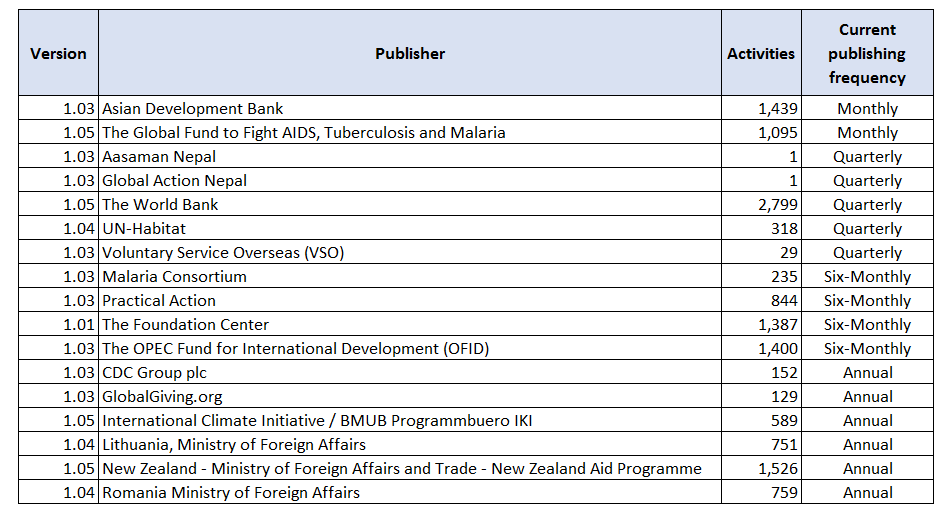 Version Publisher Activities Current publishing frequency
1.03 Asian Development Bank 1,439 Monthly
1.05 The Global Fund to Fight AIDS, Tuberculosis and Malaria 1,095 Monthly
1.03 Aasaman Nepal 1 Quarterly
1.03 Global Action Nepal 1 Quarterly
1.05 The World Bank 2,799 Quarterly
1.04 UN-Habitat 318 Quarterly
1.03 Voluntary Service Overseas (VSO) 29 Quarterly
1.03 Malaria Consortium 235 Six-Monthly
1.03 Practical Action 844 Six-Monthly
1.01 The Foundation Center 1,387 Six-Monthly
1.03 The OPEC Fund for International Development (OFID) 1,400 Six-Monthly
1.03 CDC Group plc 152 Annual
1.03 GlobalGiving.org 129 Annual
1.05 International Climate Initiative / BMUB Programmbuero IKI 589 Annual
1.04 Lithuania, Ministry of Foreign Affairs 751 Annual
1.05 New Zealand - Ministry of Foreign Affairs and Trade - New Zealand Aid Programme 1,526 Annual
1.04 Romania Ministry of Foreign Affairs 759 Annual